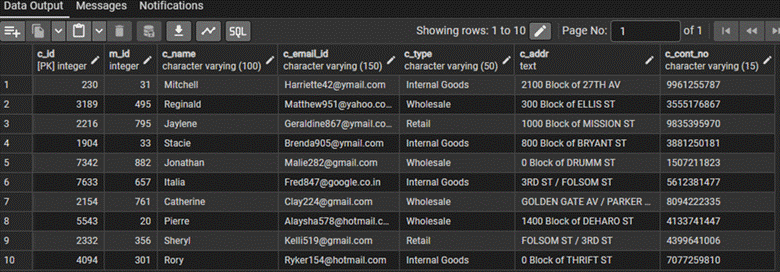 Data Output Messages Notifications
SQL Showing rows: 1 to 10 Page No: 1 of 1
c_id m_id c_name c_email_id c_type c_addr c_cont_no
[PK] integer integer character varying (100) character varying (150) character varying (50) text character varying (15)
1 230 31 Mitchell Harriette42@ymail.com Internal Goods 2100 Block of 27TH AV 9961255787
2 3189 495 Reginald Matthew951@yahoo.co... Wholesale 300 Block of ELLIS ST 3555176867
3 2216 795 Jaylene Geraldine867@ymail.co... Retail 1000 Block of MISSION ST 9835395970
4 1904 33 Stacie Brenda905@ymail.com Internal Goods 800 Block of BRYANT ST 3881250181
5 7342 882 Jonathan Malie282@gmail.com Wholesale 0 Block of DRUMM ST 1507211823
6 7633 657 Italia Fred847@google.co.in Internal Goods 3RD ST / FOLSOM ST 5612381477
7 2154 761 Catherine Clay224@gmail.com Wholesale GOLDEN GATE AV / PARKER ... 8094222335
8 5543 20 Pierre Alaysha578@hotmail.c... Wholesale 1400 Block of DEHARO ST 4133741447
9 2332 356 Sheryl Kelli519@gmail.com Retail FOLSOM ST / 3RD ST 4399641006
10 4094 301 Rory Ryker154@hotmail.com Internal Goods 0 Block of THRIFT ST 7077259810